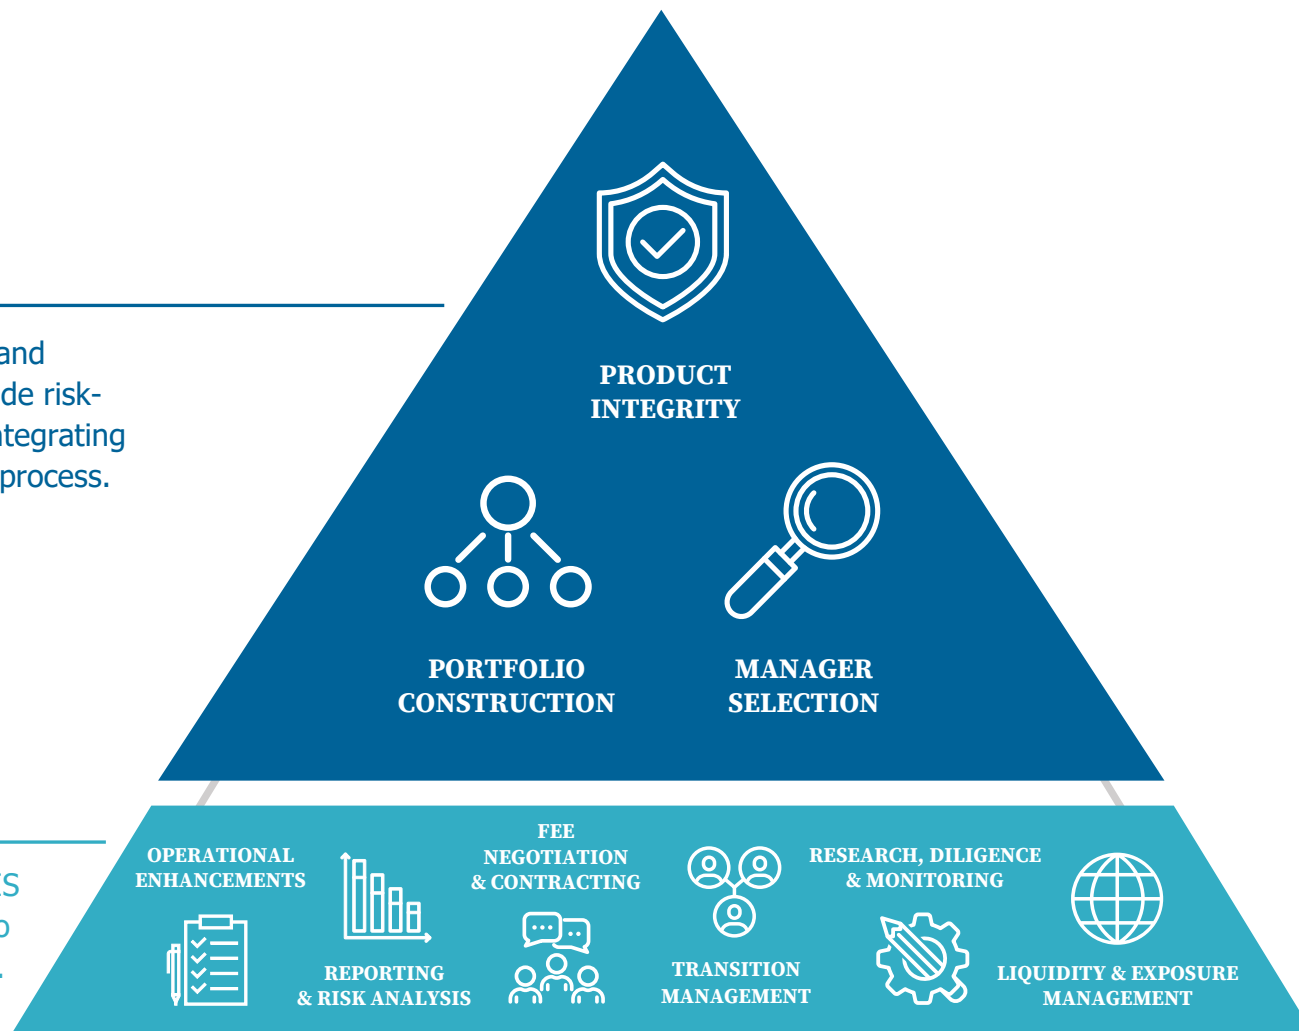 and
de risk-
tegrating
process.
PRODUCT
INTEGRITY
PORTFOLIO
CONSTRUCTION
MANAGER
SELECTION
OPERATIONAL
ENHANCEMENTS
REPORTING
& RISK ANALYSIS
FEE
NEGOTIATION
& CONTRACTING
TRANSITION
MANAGEMENT
RESEARCH, DILIGENCE
& MONITORING
LIQUIDITY & EXPOSURE
MANAGEMENT